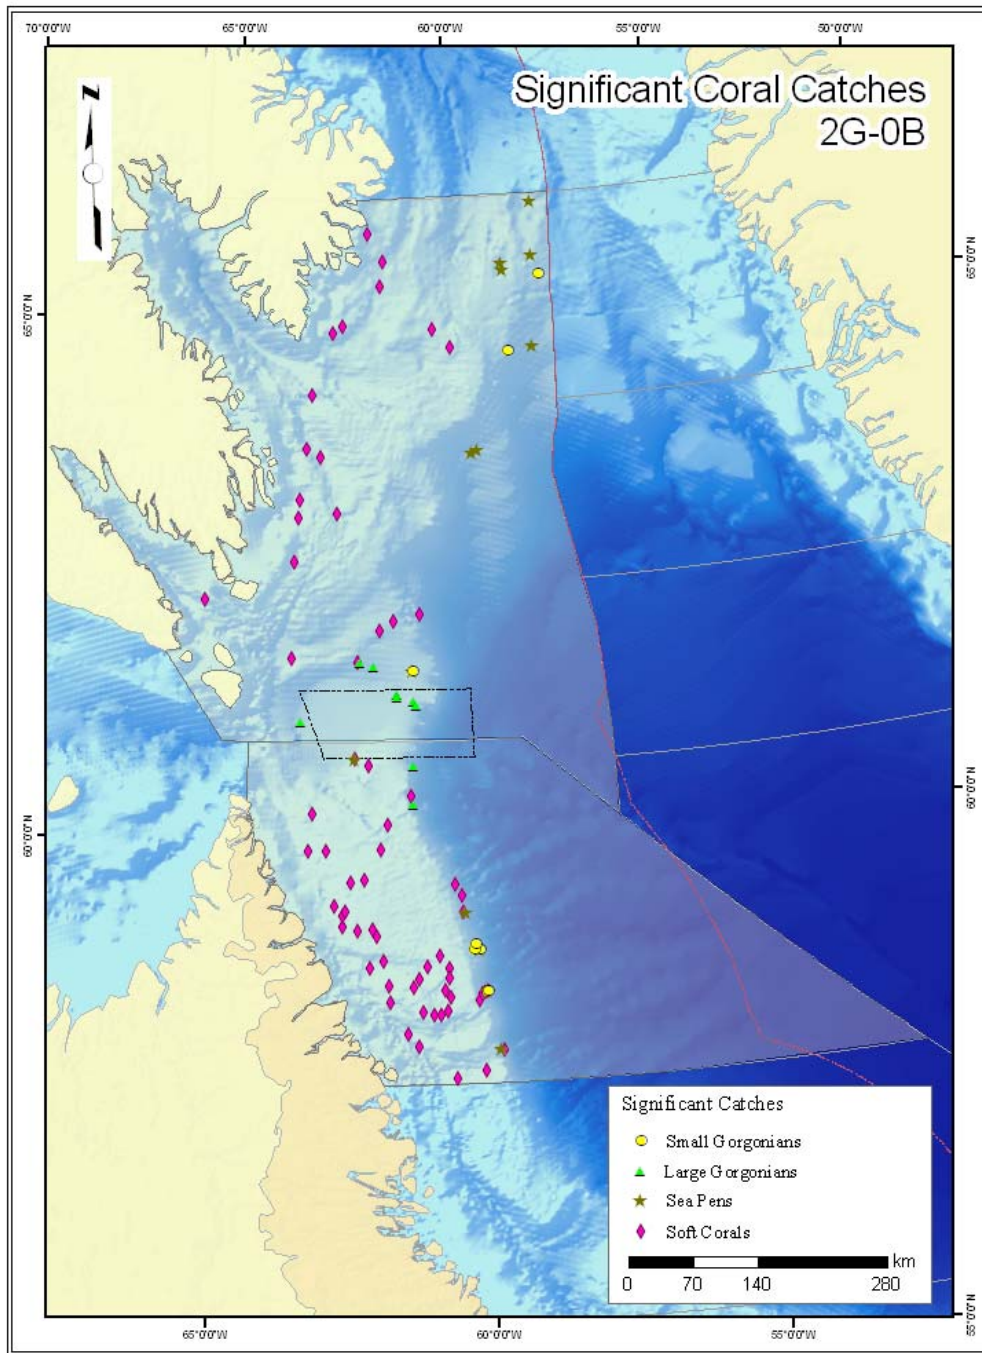 70°0'0"W 65°0'0"W 60°0'0"W 55°0'0"W 50°0'0"W
N
Significant Coral Catches
2G-0B
65°0'0"N
65°0'0"N
60°0'0"N
60°0'0"N
Significant Catches
Small Gorgonians
Large Gorgonians
Sea Pens
Soft Corals
km
0 70 140 280
55°0'0"N
65°0'0"W 60°0'0"W 55°0'0"W